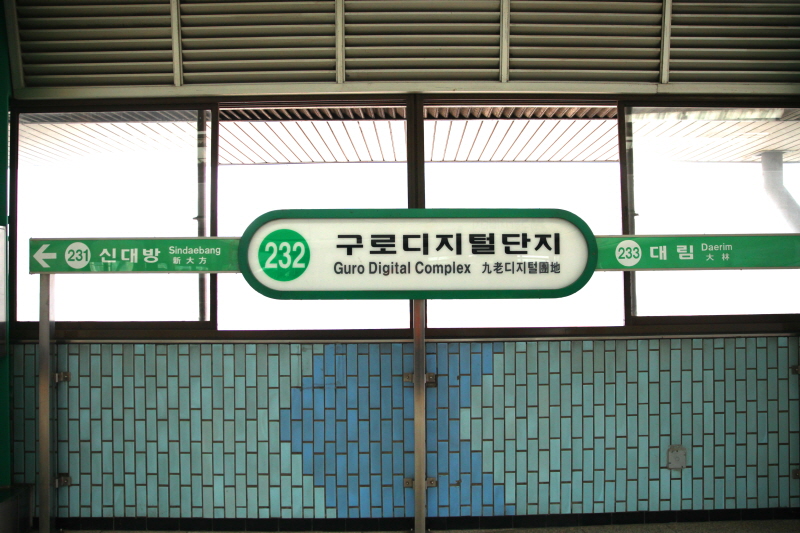 231 신대방 Sindaebang
新大方
232 구로디지털단지
Guro Digital Complex 九老디지털團地
233 대림 Daerim
大林